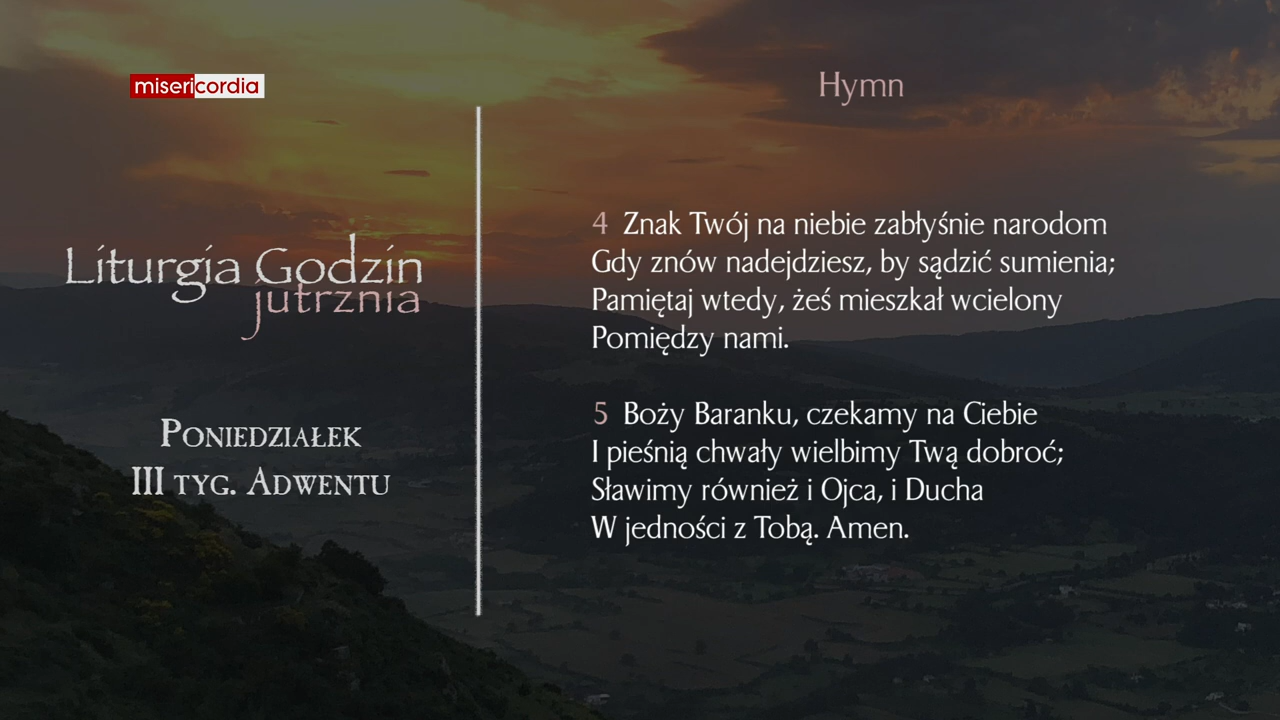 misericordia
Liturgia Godzin
jutrznia
Poniedziałek
III tyg. Adwentu
Hymn
4 Znak Twój na niebie zabłyśnie narodom
Gdy znów nadejdziesz, by sądzić sumienia;
Pamiętaj wtedy, żeś mieszkał wcielony
Pomiędzy nami.
5 Boży Baranku, czekamy na Ciebie
I pieśnią chwały wielbimy Twą dobroć;
Sławimy również i Ojca, i Ducha
W jedności z Tobą. Amen.